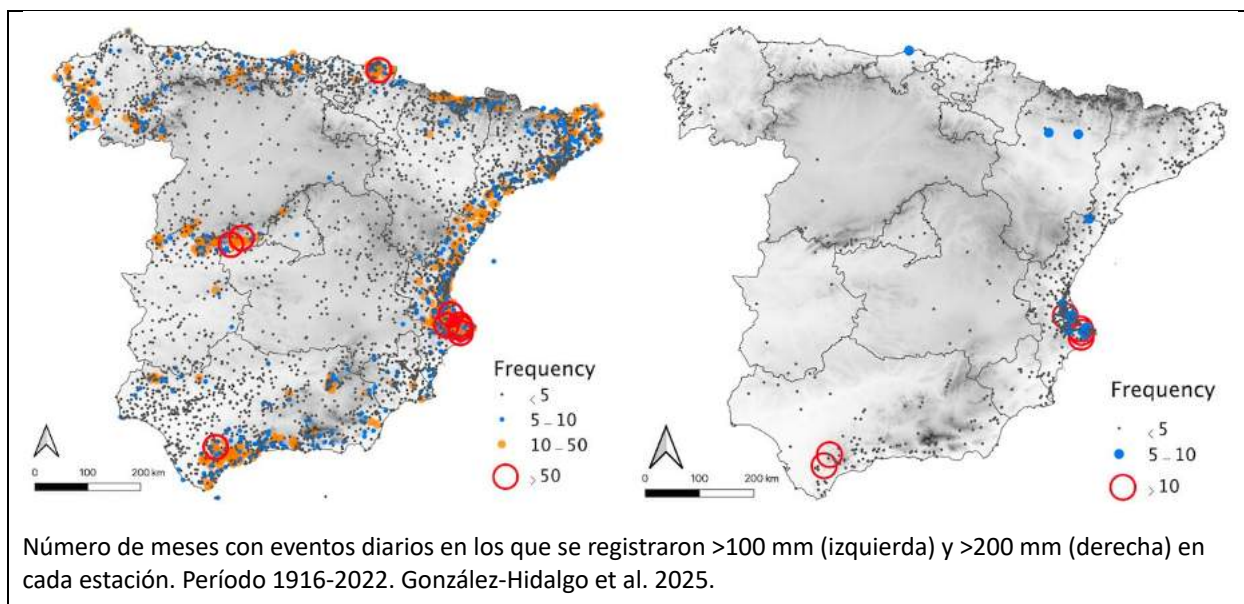 Frequency
< 5
5 – 10
10 – 50
> 50
0 100 200 km
Frequency
< 5
5 – 10
> 10
0 100 200 km
Número de meses con eventos diarios en los que se registraron >100 mm (izquierda) y >200 mm (derecha) en
cada estación. Período 1916-2022. González-Hidalgo et al. 2025.